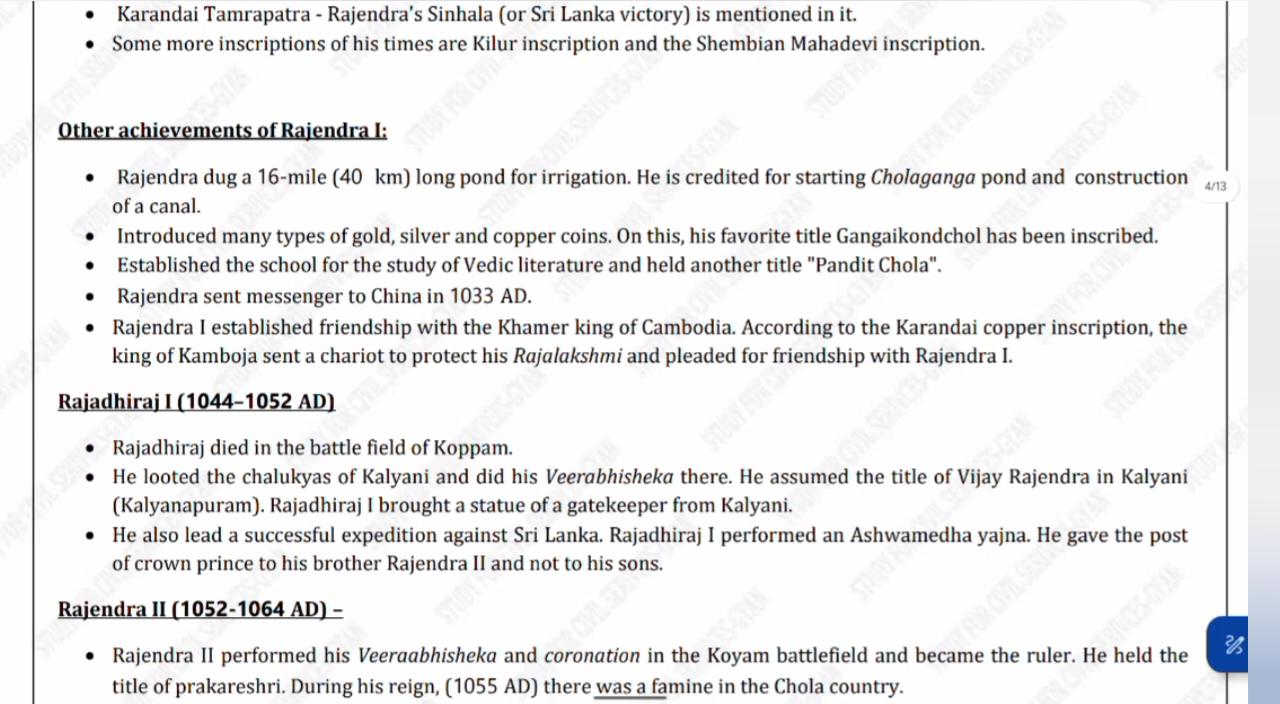 Karandai Tamrapatra - Rajendra's Sinhala (or Sri Lanka victory) is mentioned in it.
Some more inscriptions of his times are Kilur inscription and the Shembian Mahadevi inscription.
Other achievements of Rajendra I:
Rajendra dug a 16-mile (40 km) long pond for irrigation. He is credited for starting Cholaganga pond and construction
4/13
of a canal.
Introduced many types of gold, silver and copper coins. On this, his favorite title Gangaikondchol has been inscribed.
Established the school for the study of Vedic literature and held another title "Pandit Chola".
Rajendra sent messenger to China in 1033 AD.
Rajendra I established friendship with the Khamer king of Cambodia. According to the Karandai copper inscription, the
king of Kamboja sent a chariot to protect his Rajalakshmi and pleaded for friendship with Rajendra I.
Rajadhiraj I (1044–1052 AD)
Rajadhiraj died in the battle field of Koppam.
He looted the chalukyas of Kalyani and did his Veerabhisheka there. He assumed the title of Vijay Rajendra in Kalyani
(Kalyanapuram). Rajadhiraj I brought a statue of a gatekeeper from Kalyani.
He also lead a successful expedition against Sri Lanka. Rajadhiraj I performed an Ashwamedha yajna. He gave the post
of crown prince to his brother Rajendra II and not to his sons.
Rajendra II (1052-1064 AD) –
Rajendra II performed his Veeraabhisheka and coronation in the Koyam battlefield and became the ruler. He held the
title of prakareshri. During his reign, (1055 AD) there was a famine in the Chola country.
STUDY FOR CIVIL SERVICES-GYAN